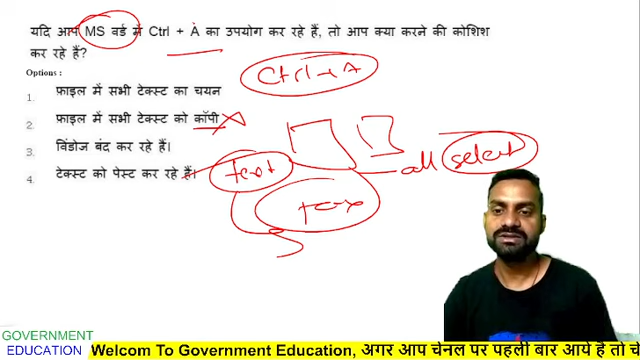 यदि आप MS वर्ड में Ctrl + A का उपयोग कर रहे हैं, तो आप क्या करने की कोशिश
कर रहे हैं?
Options :
1. फ़ाइल में सभी टेक्स्ट का चयन
2. फ़ाइल में सभी टेक्स्ट को कॉपी
3. विंडोज बंद कर रहे हैं।
4. टेक्स्ट को पेस्ट कर रहे हैं।
Ctrl + A
text
all select
GOVERNMENT
EDUCATION
Welcom To Government Education, अगर आप चेनल पर पहली बार आये है तो चे